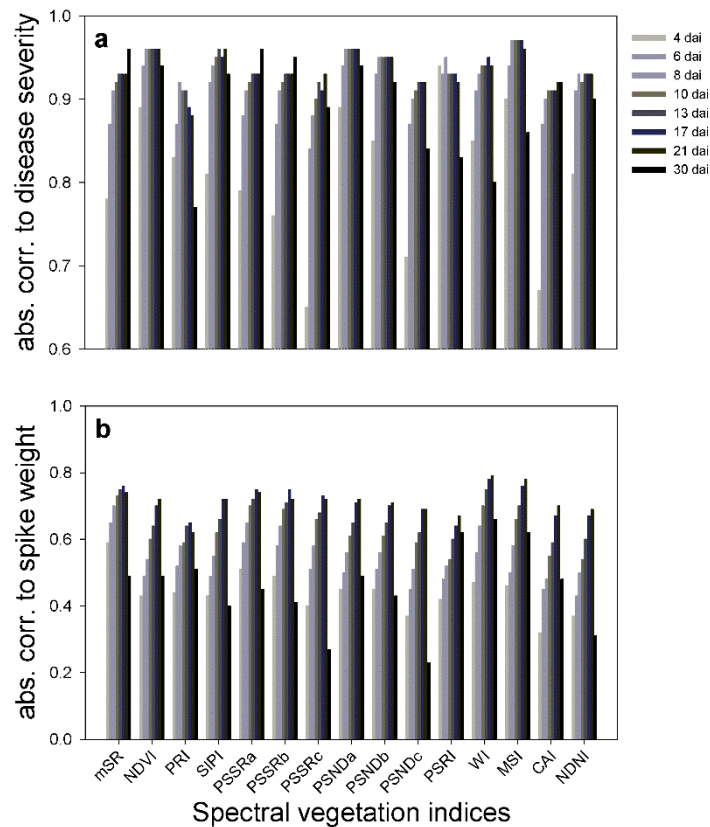 a
abs. corr. to disease severity
1.0
0.9
0.8
0.7
0.6
4 dai
6 dai
8 dai
10 dai
13 dai
17 dai
21 dai
30 dai
b
abs. corr. to spike weight
1.0
0.8
0.6
0.4
0.2
0.0
mSR
NDVI
PRI
SIPI
PSSRa
PSSRb
PSSRc
PSNDa
PSNDb
PSNDc
PSRI
WI
MSI
CAI
NDNI
Spectral vegetation indices